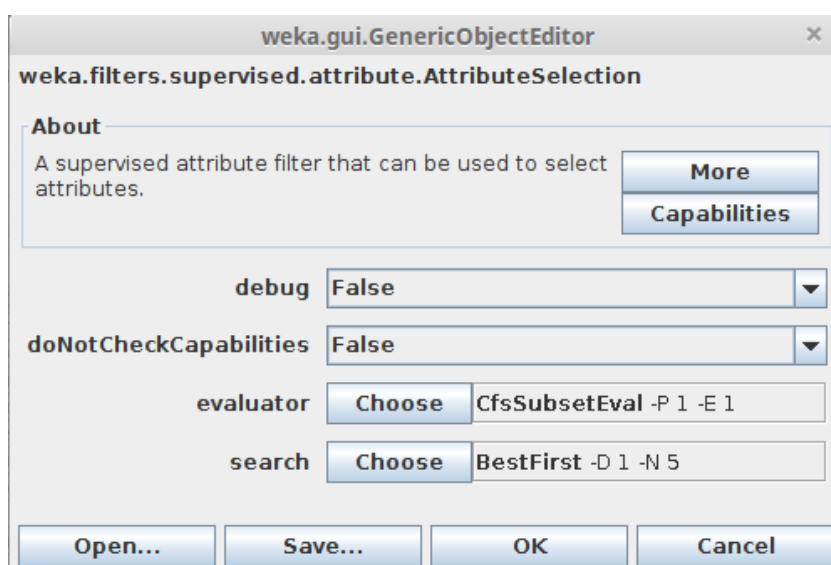 weka.gui.GenericObjectEditor ×
weka.filters.supervised.attribute.AttributeSelection
About
A supervised attribute filter that can be used to select
attributes.
More
Capabilities
debug False
doNotCheckCapabilities False
evaluator Choose CfsSubsetEval -P 1 -E 1
search Choose BestFirst -D 1 -N 5
Open... Save... OK Cancel